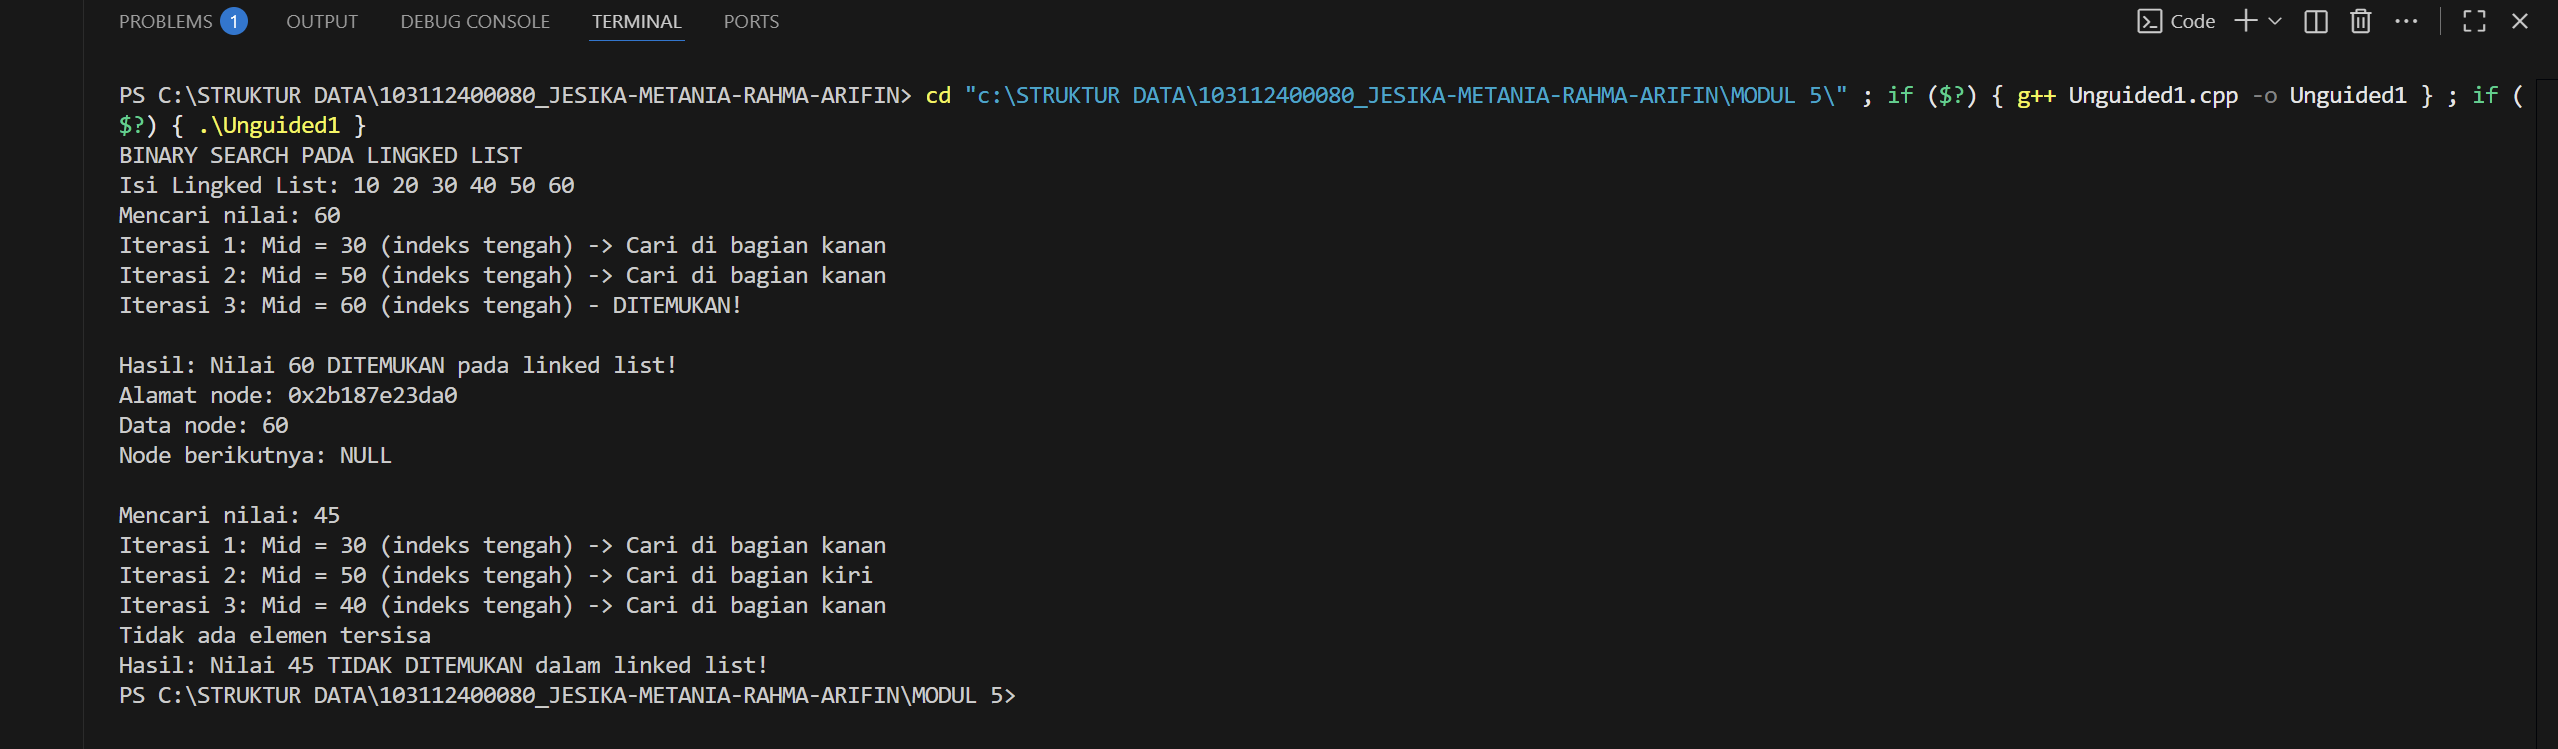 PROBLEMS 1 OUTPUT DEBUG CONSOLE TERMINAL PORTS Code
PS C:\STRUKTUR DATA\103112400080_JESIKA-METANIA-RAHMA-ARIFIN> cd "c:\STRUKTUR DATA\103112400080_JESIKA-METANIA-RAHMA-ARIFIN\MODUL 5\" ; if ($?) { g++ Unguided1.cpp -o Unguided1 } ; if (
$?) { .\Unguided1 }
BINARY SEARCH PADA LINGKED LIST
Isi Lingked List: 10 20 30 40 50 60
Mencari nilai: 60
Iterasi 1: Mid = 30 (indeks tengah) -> Cari di bagian kanan
Iterasi 2: Mid = 50 (indeks tengah) -> Cari di bagian kanan
Iterasi 3: Mid = 60 (indeks tengah) - DITEMUKAN!
Hasil: Nilai 60 DITEMUKAN pada linked list!
Alamat node: 0x2b187e23da0
Data node: 60
Node berikutnya: NULL
Mencari nilai: 45
Iterasi 1: Mid = 30 (indeks tengah) -> Cari di bagian kanan
Iterasi 2: Mid = 50 (indeks tengah) -> Cari di bagian kiri
Iterasi 3: Mid = 40 (indeks tengah) -> Cari di bagian kanan
Tidak ada elemen tersisa
Hasil: Nilai 45 TIDAK DITEMUKAN dalam linked list!
PS C:\STRUKTUR DATA\103112400080_JESIKA-METANIA-RAHMA-ARIFIN\MODUL 5>